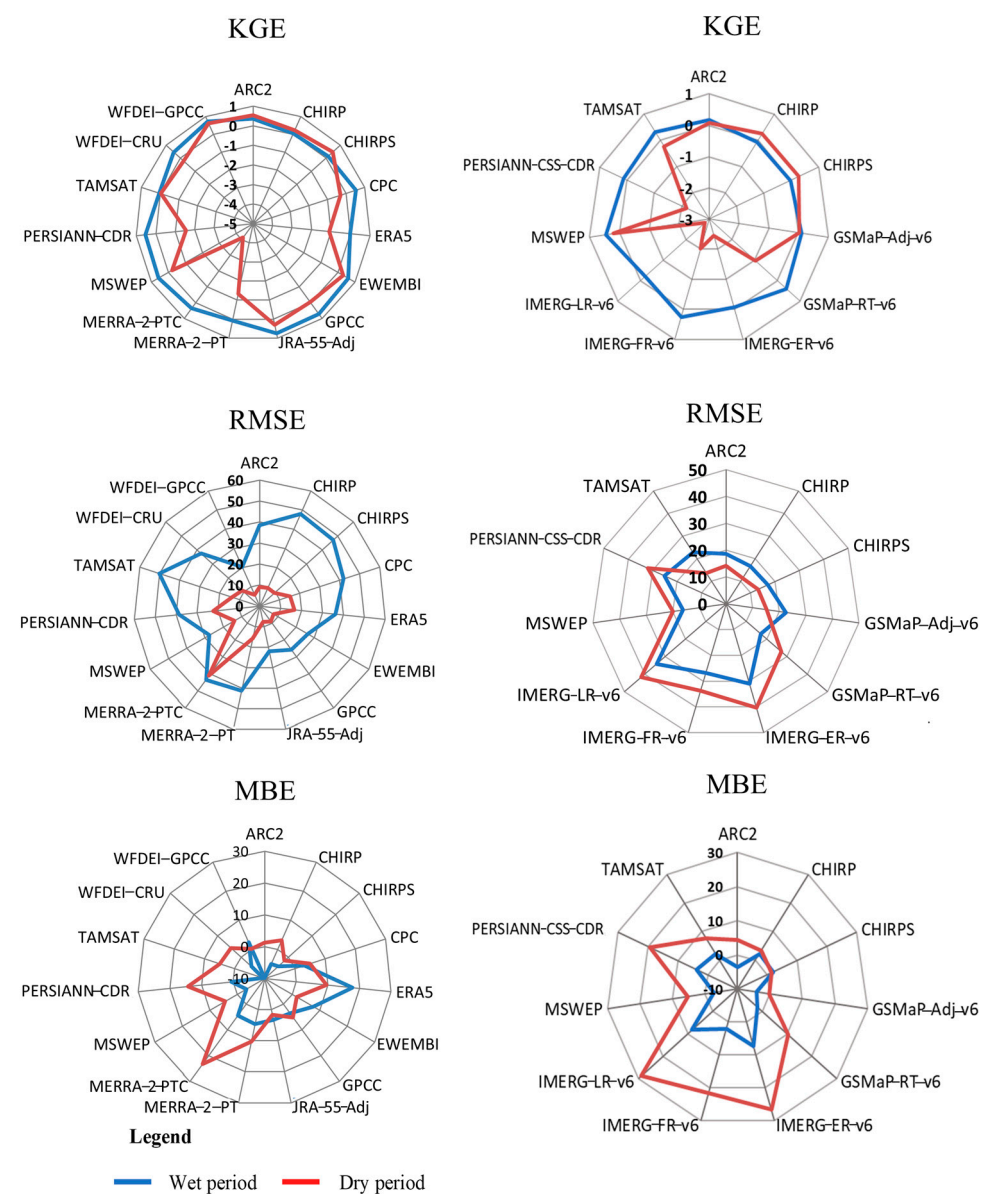 KGE
ARC2
CHIRP
CHIRPS
CPC
ERA5
EWEMBI
GPCC
JRA-55-Adj
MERRA-2-PT
MERRA-2-PTC
MSWEP
PERSIANN-CDR
TAMSAT
WFDEI-CRU
WFDEI-GPCC
1
0
-1
-2
-3
-4
-5
KGE
ARC2
CHIRP
CHIRPS
GSMaP-Adj-v6
GSMaP-RT-v6
IMERG-ER-v6
IMERG-FR-v6
IMERG-LR-v6
MSWEP
PERSIANN-CSS-CDR
TAMSAT
1
0
-1
-2
-3
RMSE
ARC2
CHIRP
CHIRPS
CPC
ERA5
EWEMBI
GPCC
JRA-55-Adj
MERRA-2-PT
MERRA-2-PTC
MSWEP
PERSIANN-CDR
TAMSAT
WFDEI-CRU
WFDEI-GPCC
60
50
40
30
20
10
0
RMSE
ARC2
CHIRP
CHIRPS
GSMaP-Adj-v6
GSMaP-RT-v6
IMERG-ER-v6
IMERG-FR-v6
IMERG-LR-v6
MSWEP
PERSIANN-CSS-CDR
TAMSAT
50
40
30
20
10
0
MBE
ARC2
CHIRP
CHIRPS
CPC
ERA5
EWEMBI
GPCC
JRA-55-Adj
MERRA-2-PT
MERRA-2-PTC
MSWEP
PERSIANN-CDR
TAMSAT
WFDEI-CRU
WFDEI-GPCC
30
20
10
0
-10
MBE
ARC2
CHIRP
CHIRPS
GSMaP-Adj-v6
GSMaP-RT-v6
IMERG-ER-v6
IMERG-FR-v6
IMERG-LR-v6
MSWEP
PERSIANN-CSS-CDR
TAMSAT
30
20
10
0
-10
Legend
Wet period Dry period